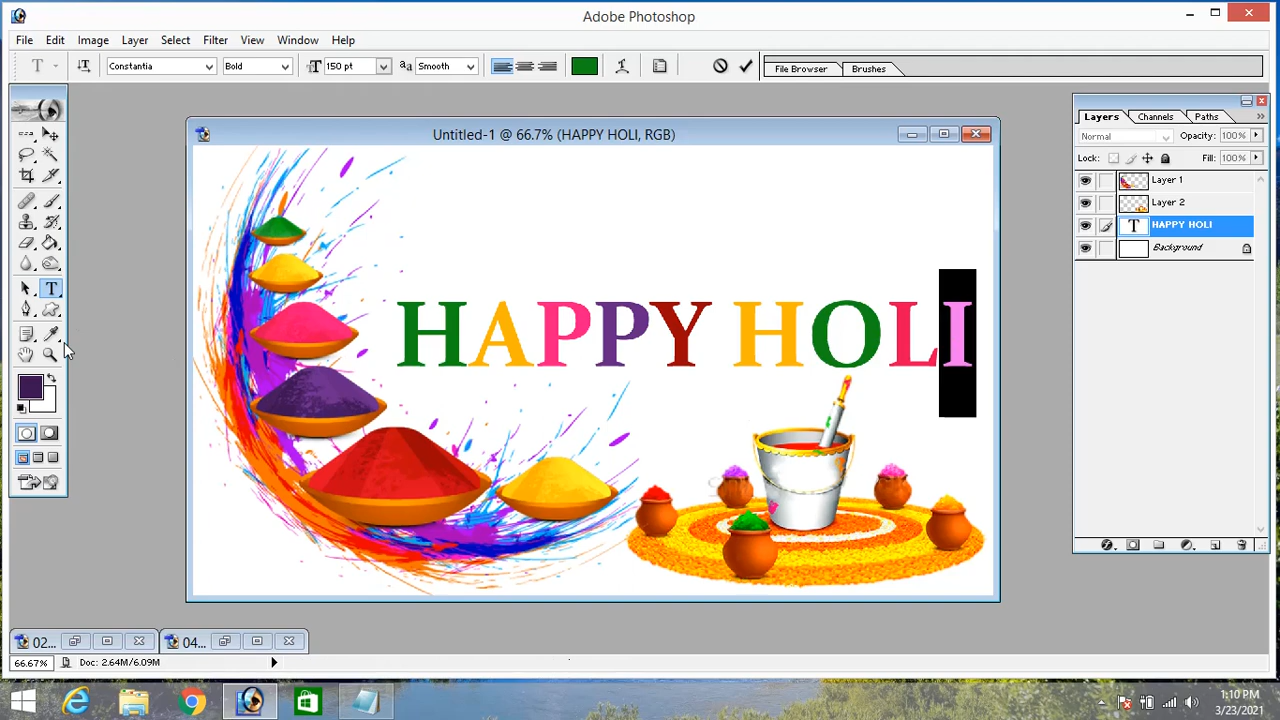 Adobe Photoshop
File Edit Image Layer Select Filter View Window Help
T Constantia Bold T 150 pt aa Smooth File Browser Brushes
Untitled-1 @ 66.7% (HAPPY HOLI, RGB)
HAPPY HOLI
Layers Channels Paths
Normal Opacity: 100%
Lock: Fill: 100%
Layer 1
Layer 2
T HAPPY HOLI
Background
02... 04...
66.67% Doc: 2.64M/6.09M
1:10 PM
3/23/2021